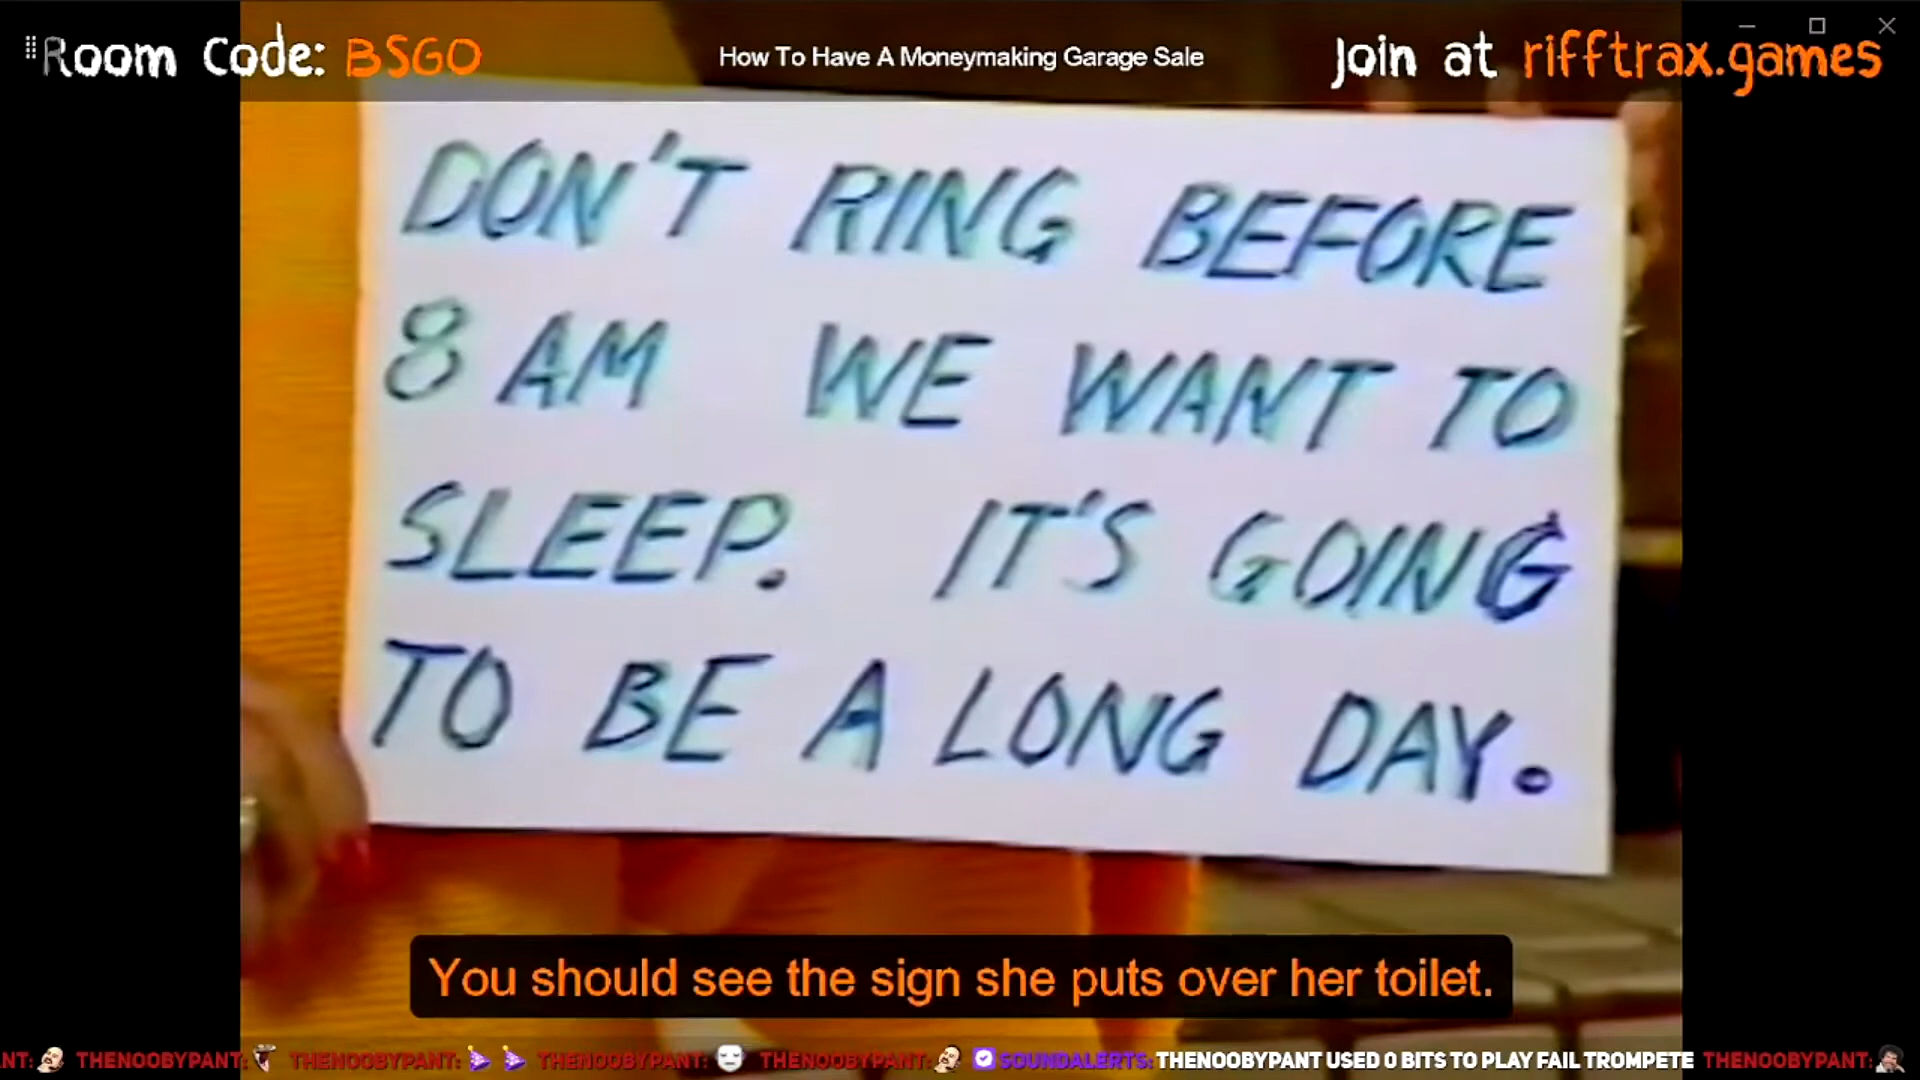 Room Code: BSGO
How To Have A Moneymaking Garage Sale
Join at rifftrax.games
DON'T RING BEFORE
8 AM WE WANT TO
SLEEP. IT'S GOING
TO BE A LONG DAY.
You should see the sign she puts over her toilet.
NT: THENOOBYPANT: THENOOBYPANT: THENOOBYPANT: THENOOBYPANT: SOUNDALERTS: THENOOBYPANT USED 0 BITS TO PLAY FAIL TROMPETE THENOOBYPANT: